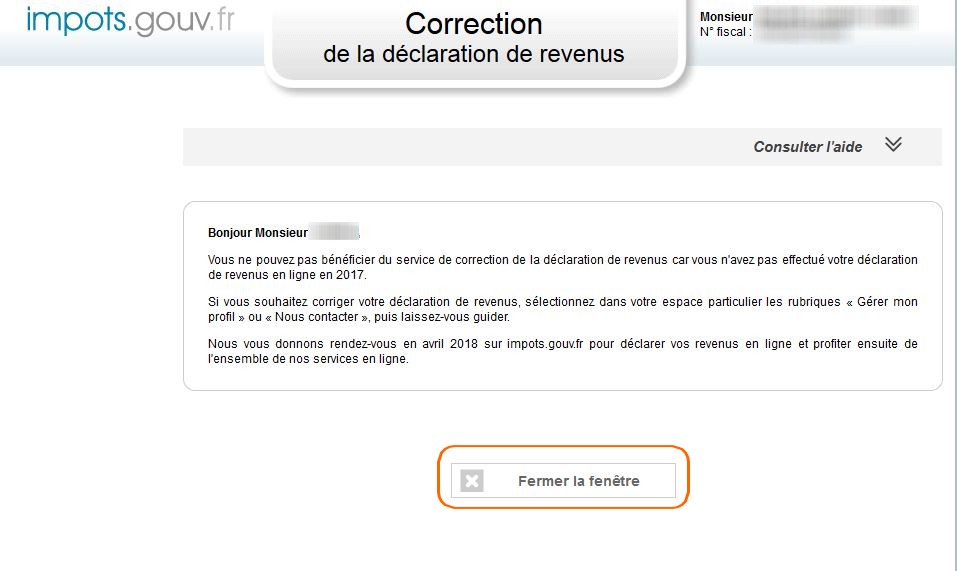 impots.gouv.fr
Correction
de la déclaration de revenus
Monsieur
N° fiscal :
Consulter l'aide
Bonjour Monsieur
Vous ne pouvez pas bénéficier du service de correction de la déclaration de revenus car vous n'avez pas effectué votre déclaration
de revenus en ligne en 2017.
Si vous souhaitez corriger votre déclaration de revenus, sélectionnez dans votre espace particulier les rubriques « Gérer mon
profil » ou « Nous contacter », puis laissez-vous guider.
Nous vous donnons rendez-vous en avril 2018 sur impots.gouv.fr pour déclarer vos revenus en ligne et profiter ensuite de
l'ensemble de nos services en ligne.
Fermer la fenêtre